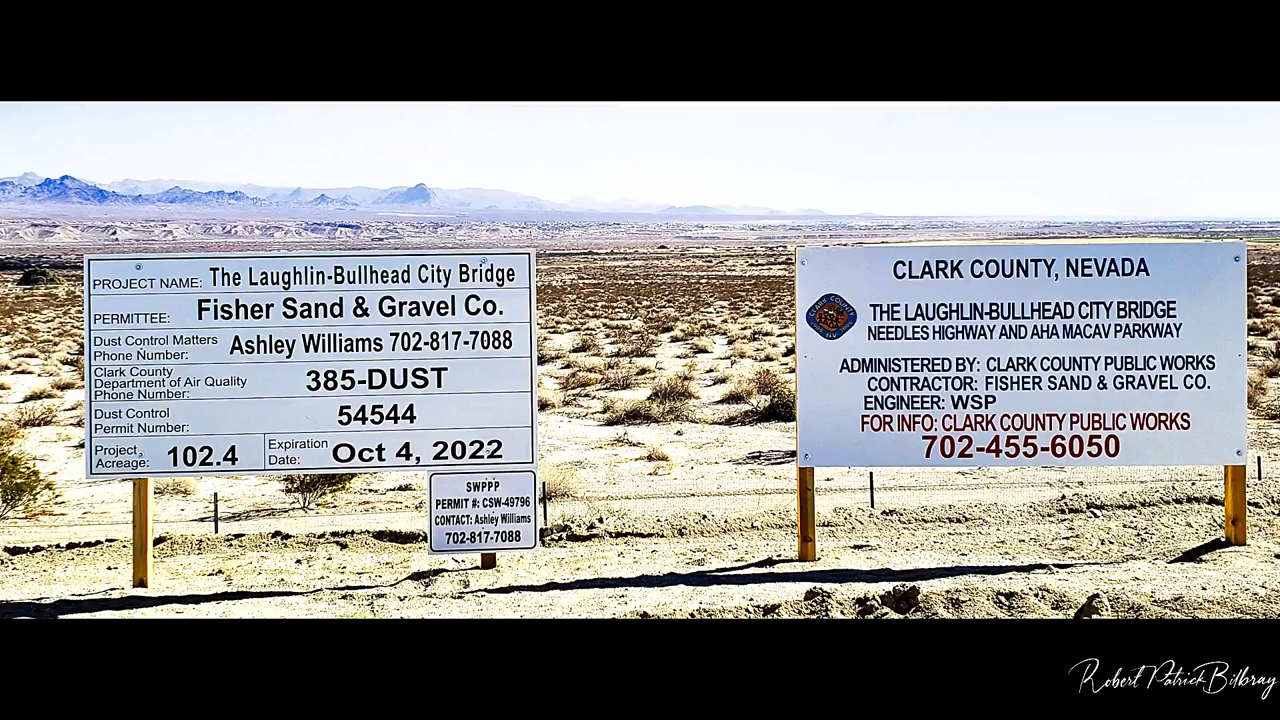 PROJECT NAME: The Laughlin-Bullhead City Bridge
PERMITTEE: Fisher Sand & Gravel Co.
Dust Control Matters
Phone Number: Ashley Williams 702-817-7088
Clark County
Department of Air Quality
Phone Number: 385-DUST
Dust Control
Permit Number: 54544
Project
Acreage: 102.4
Expiration
Date: Oct 4, 2022
SWPPP
PERMIT #: CSW-49796
CONTACT: Ashley Williams
702-817-7088
CLARK COUNTY, NEVADA
CLARK COUNTY
THE LAUGHLIN-BULLHEAD CITY BRIDGE
NEEDLES HIGHWAY AND AHA MACAV PARKWAY
ADMINISTERED BY: CLARK COUNTY PUBLIC WORKS
CONTRACTOR: FISHER SAND & GRAVEL CO.
ENGINEER: WSP
FOR INFO: CLARK COUNTY PUBLIC WORKS
702-455-6050
Robert Patrick Bilbray